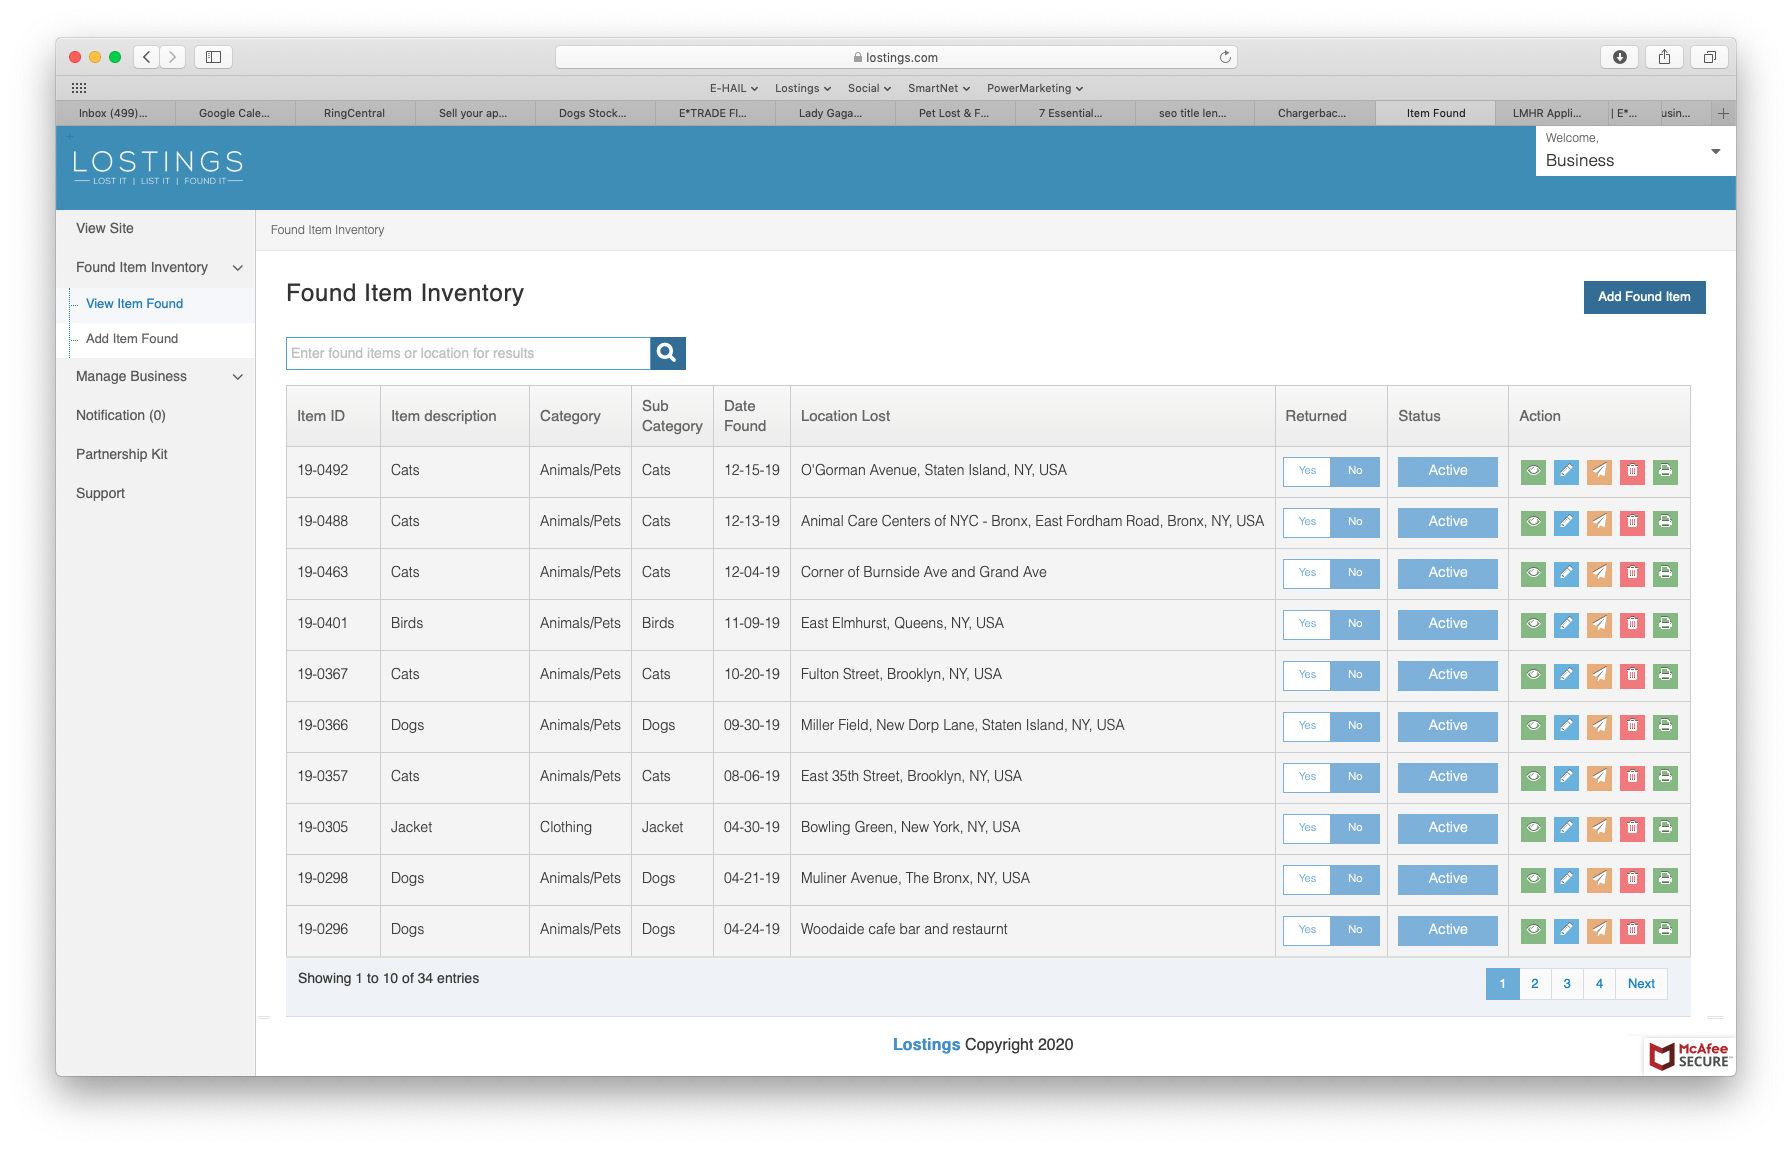 lostings.com
E-HAIL Lostings Social SmartNet PowerMarketing
Inbox (499)... Google Cale... RingCentral Sell your ap... Dogs Stock... E*TRADE FI... Lady Gaga... Pet Lost & F... 7 Essential... seo title len... Chargerbac... Item Found LMHR Appli... | E*... usin...
LOSTINGS
LOST IT | LIST IT | FOUND IT
Welcome,
Business
View Site
Found Item Inventory
View Item Found
Add Item Found
Manage Business
Notification (0)
Partnership Kit
Support
Found Item Inventory
Found Item Inventory
Add Found Item
Enter found items or location for results
Item ID Item description Category Sub Category Date Found Location Lost Returned Status Action
19-0492 Cats Animals/Pets Cats 12-15-19 O'Gorman Avenue, Staten Island, NY, USA Yes No Active
19-0488 Cats Animals/Pets Cats 12-13-19 Animal Care Centers of NYC - Bronx, East Fordham Road, Bronx, NY, USA Yes No Active
19-0463 Cats Animals/Pets Cats 12-04-19 Corner of Burnside Ave and Grand Ave Yes No Active
19-0401 Birds Animals/Pets Birds 11-09-19 East Elmhurst, Queens, NY, USA Yes No Active
19-0367 Cats Animals/Pets Cats 10-20-19 Fulton Street, Brooklyn, NY, USA Yes No Active
19-0366 Dogs Animals/Pets Dogs 09-30-19 Miller Field, New Dorp Lane, Staten Island, NY, USA Yes No Active
19-0357 Cats Animals/Pets Cats 08-06-19 East 35th Street, Brooklyn, NY, USA Yes No Active
19-0305 Jacket Clothing Jacket 04-30-19 Bowling Green, New York, NY, USA Yes No Active
19-0298 Dogs Animals/Pets Dogs 04-21-19 Muliner Avenue, The Bronx, NY, USA Yes No Active
19-0296 Dogs Animals/Pets Dogs 04-24-19 Woodaide cafe bar and restaurnt Yes No Active
Showing 1 to 10 of 34 entries
1 2 3 4 Next
Lostings Copyright 2020
McAfee
SECURE